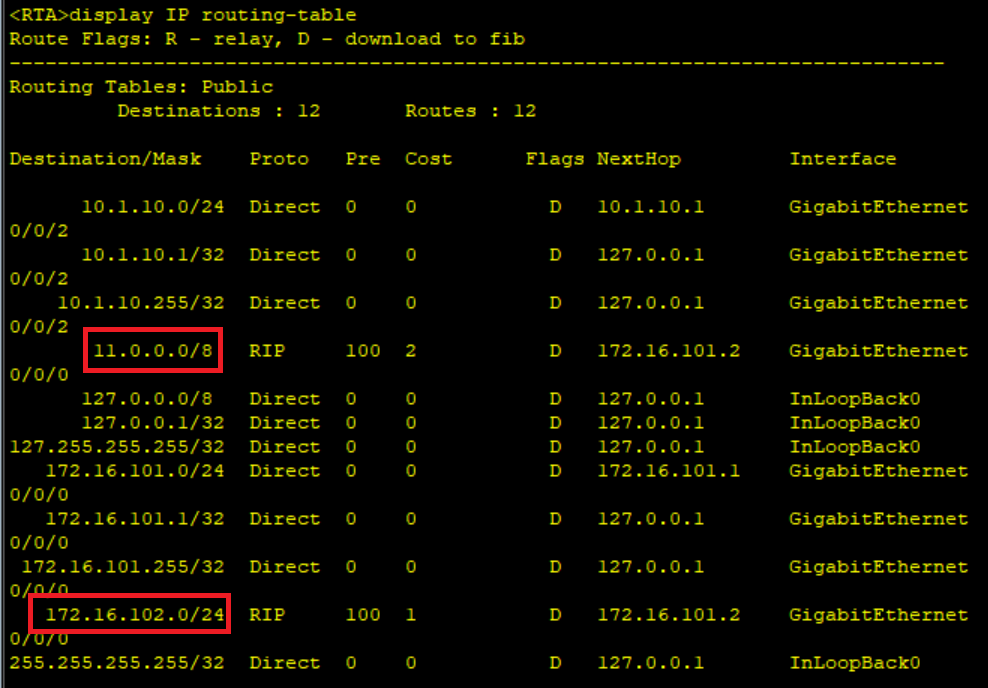 <RTA>display IP routing-table
Route Flags: R - relay, D - download to fib
------------------------------------------------------------------------------
Routing Tables: Public
         Destinations : 12       Routes : 12

Destination/Mask    Proto   Pre  Cost      Flags NextHop         Interface

      10.1.10.0/24  Direct  0    0           D   10.1.10.1       GigabitEthernet
0/0/2
      10.1.10.1/32  Direct  0    0           D   127.0.0.1       GigabitEthernet
0/0/2
    10.1.10.255/32  Direct  0    0           D   127.0.0.1       GigabitEthernet
0/0/2
       11.0.0.0/8   RIP     100  2           D   172.16.101.2    GigabitEthernet
0/0/0
      127.0.0.0/8   Direct  0    0           D   127.0.0.1       InLoopBack0
      127.0.0.1/32  Direct  0    0           D   127.0.0.1       InLoopBack0
127.255.255.255/32  Direct  0    0           D   127.0.0.1       InLoopBack0
   172.16.101.0/24  Direct  0    0           D   172.16.101.1    GigabitEthernet
0/0/0
   172.16.101.1/32  Direct  0    0           D   127.0.0.1       GigabitEthernet
0/0/0
 172.16.101.255/32  Direct  0    0           D   127.0.0.1       GigabitEthernet
0/0/0
   172.16.102.0/24  RIP     100  1           D   172.16.101.2    GigabitEthernet
0/0/0
255.255.255.255/32  Direct  0    0           D   127.0.0.1       InLoopBack0